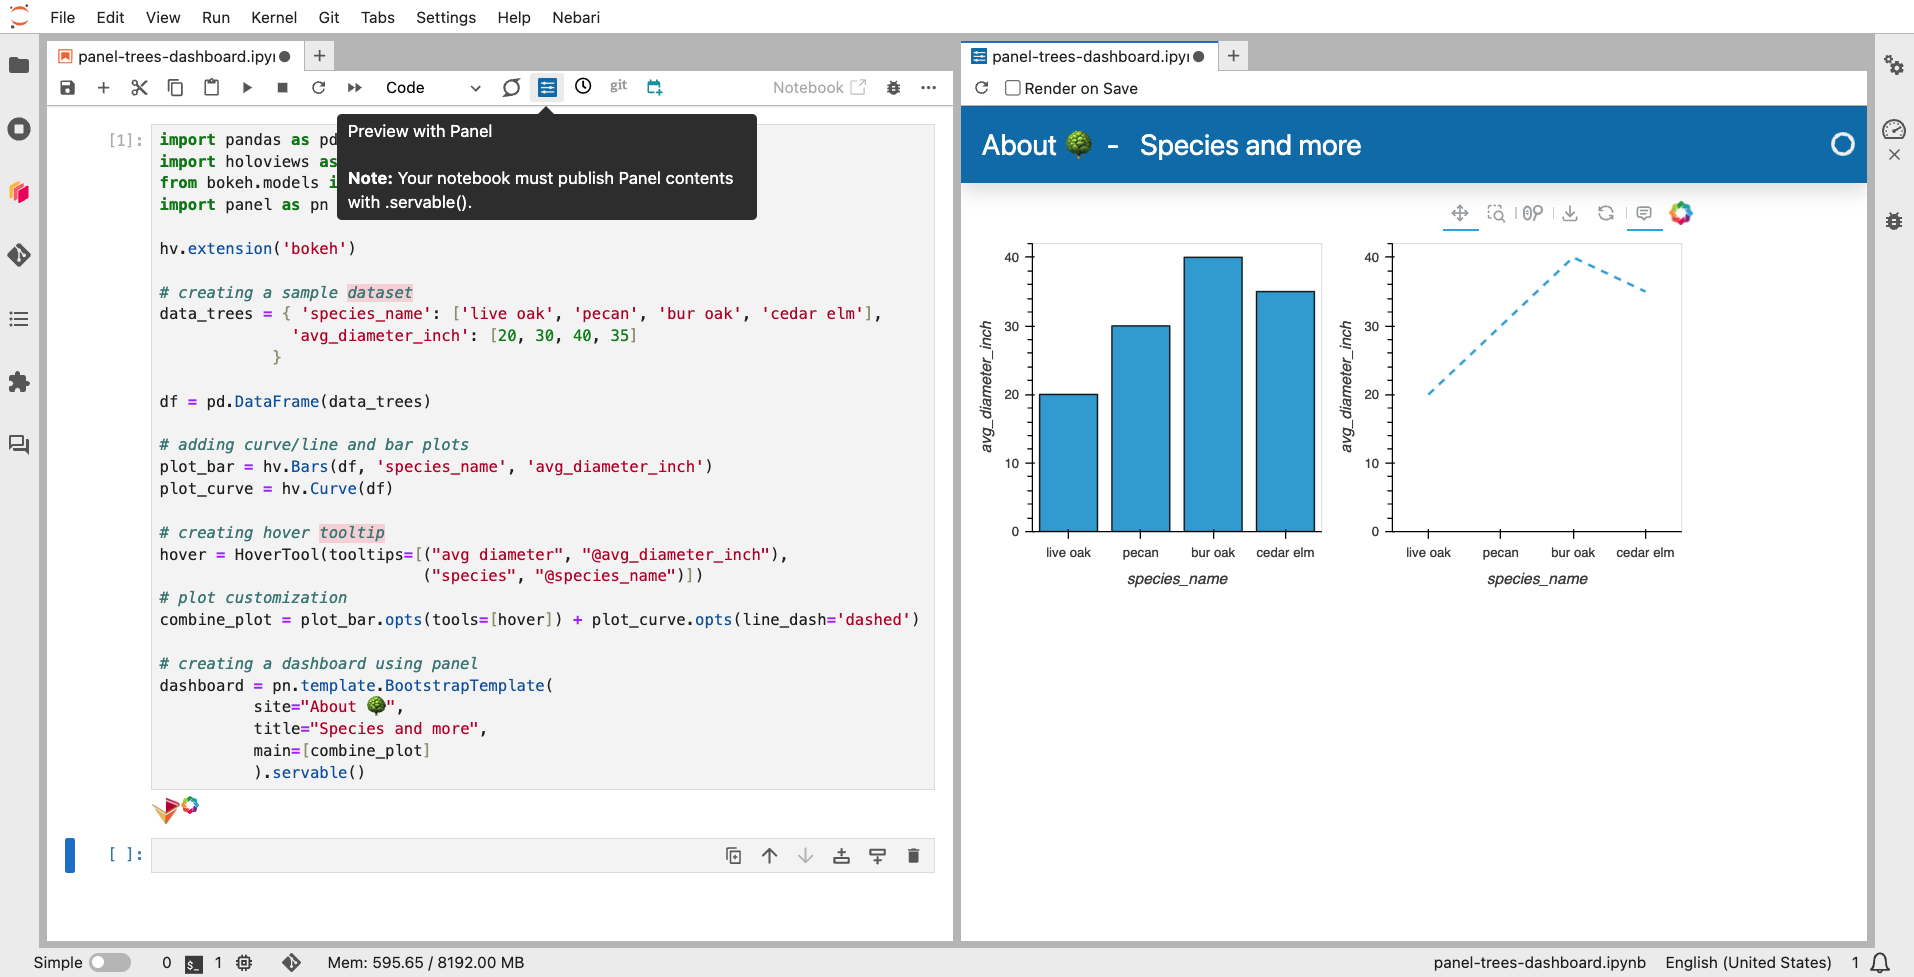 File Edit View Run Kernel Git Tabs Settings Help Nebari
panel-trees-dashboard.ipyı
Code git Notebook
Preview with Panel
Note: Your notebook must publish Panel contents
with .servable().
[1]:
import pandas as pd
import holoviews as
from bokeh.models i
import panel as pn
hv.extension('bokeh')
# creating a sample dataset
data_trees = { 'species_name': ['live oak', 'pecan', 'bur oak', 'cedar elm'],
'avg_diameter_inch': [20, 30, 40, 35]
}
df = pd.DataFrame(data_trees)
# adding curve/line and bar plots
plot_bar = hv.Bars(df, 'species_name', 'avg_diameter_inch')
plot_curve = hv.Curve(df)
# creating hover tooltip
hover = HoverTool(tooltips=[("avg diameter", "@avg_diameter_inch"),
("species", "@species_name")])
# plot customization
combine_plot = plot_bar.opts(tools=[hover]) + plot_curve.opts(line_dash='dashed')
# creating a dashboard using panel
dashboard = pn.template.BootstrapTemplate(
site="About 🌳",
title="Species and more",
main=[combine_plot]
).servable()
[ ]:
panel-trees-dashboard.ipyı
Render on Save
About 🌳 - Species and more
avg_diameter_inch
40
30
20
10
0
live oak pecan bur oak cedar elm
species_name
avg_diameter_inch
40
30
20
10
0
live oak pecan bur oak cedar elm
species_name
Simple 0 $_ 1 Mem: 595.65 / 8192.00 MB panel-trees-dashboard.ipynb English (United States) 1